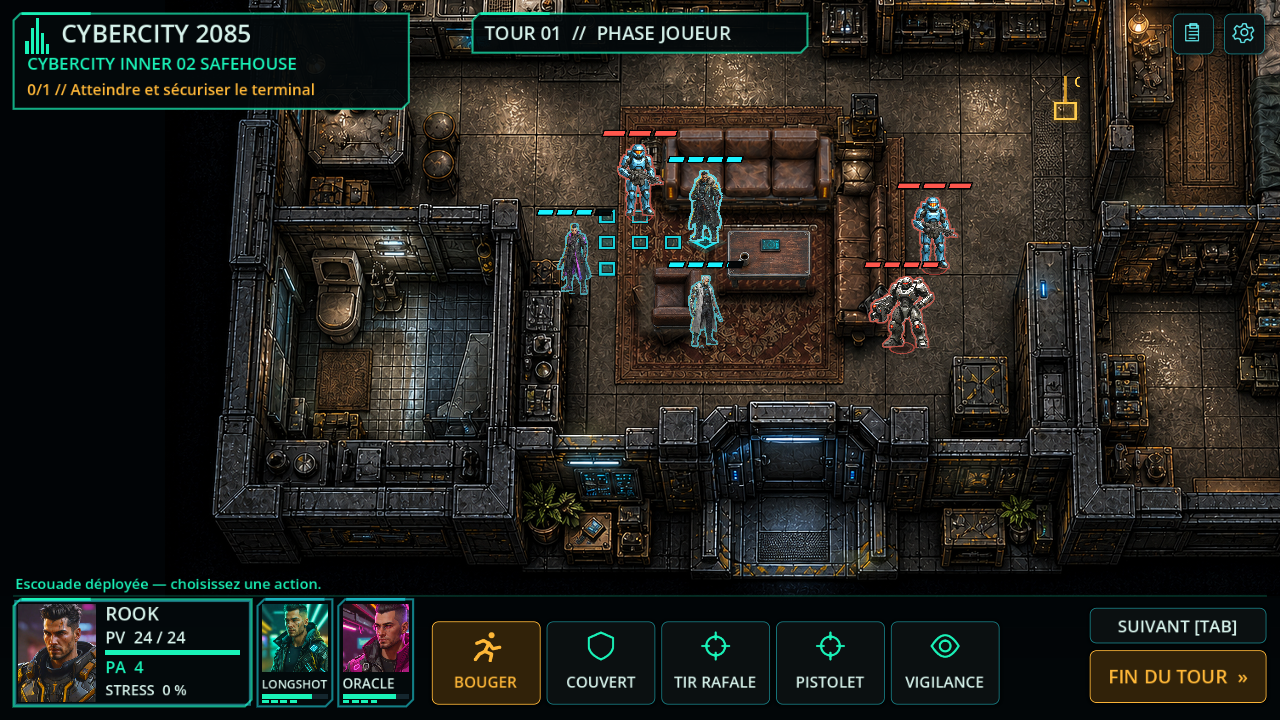 CYBERCITY 2085
CYBERCITY INNER 02 SAFEHOUSE
0/1 // Atteindre et sécuriser le terminal
TOUR 01 // PHASE JOUEUR
Escouade déployée — choisissez une action.
ROOK
PV 24 / 24
PA 4
STRESS 0 %
LONGSHOT
ORACLE
BOUGER
COUVERT
TIR RAFALE
PISTOLET
VIGILANCE
SUIVANT [TAB]
FIN DU TOUR »